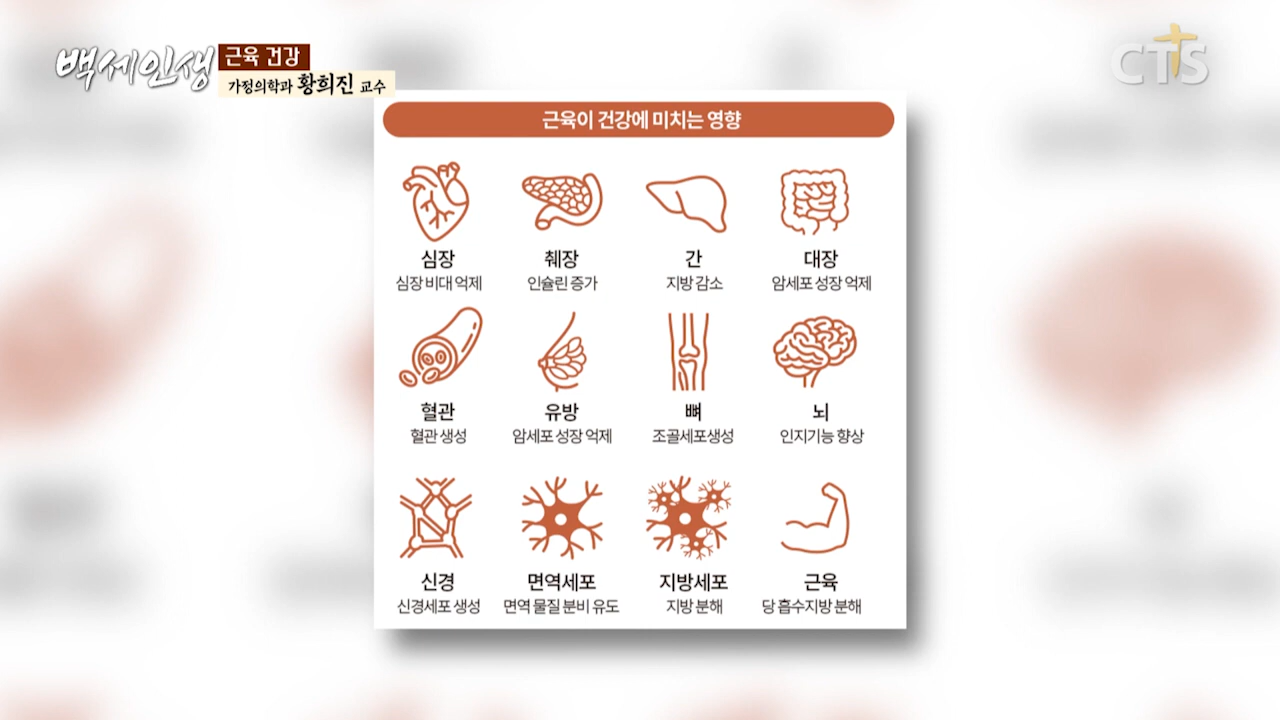 백세인생
근육 건강
가정의학과 황희진 교수
CTS
근육이 건강에 미치는 영향
심장
심장 비대 억제
췌장
인슐린 증가
간
지방 감소
대장
암세포 성장 억제
혈관
혈관 생성
유방
암세포 성장 억제
뼈
조골세포생성
뇌
인지기능 향상
신경
신경세포 생성
면역세포
면역 물질 분비 유도
지방세포
지방 분해
근육
당 흡수지방 분해